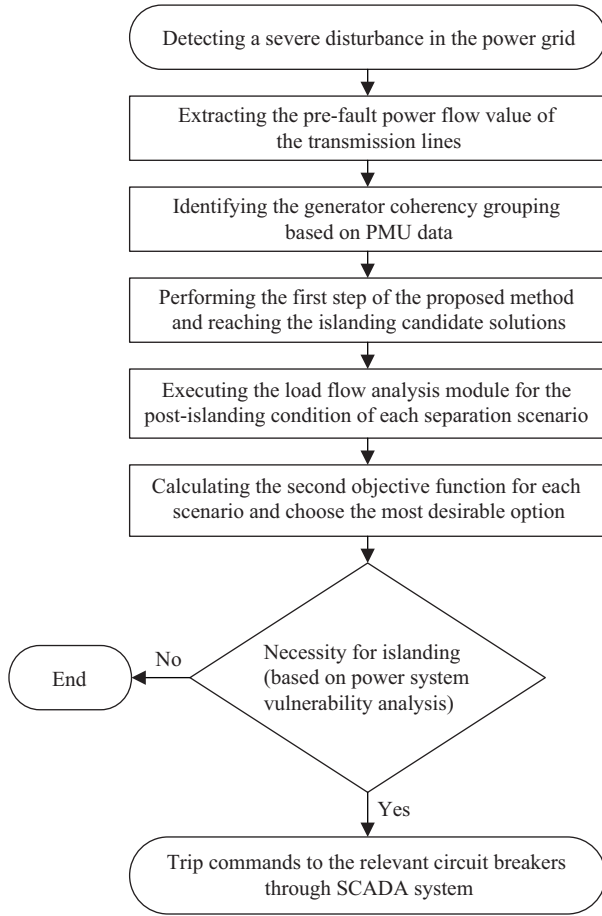 Detecting a severe disturbance in the power grid
Extracting the pre-fault power flow value of
the transmission lines
Identifying the generator coherency grouping
based on PMU data
Performing the first step of the proposed method
and reaching the islanding candidate solutions
Executing the load flow analysis module for the
post-islanding condition of each separation scenario
Calculating the second objective function for each
scenario and choose the most desirable option
Necessity for islanding
(based on power system
vulnerability analysis)
No
End
Yes
Trip commands to the relevant circuit breakers
through SCADA system